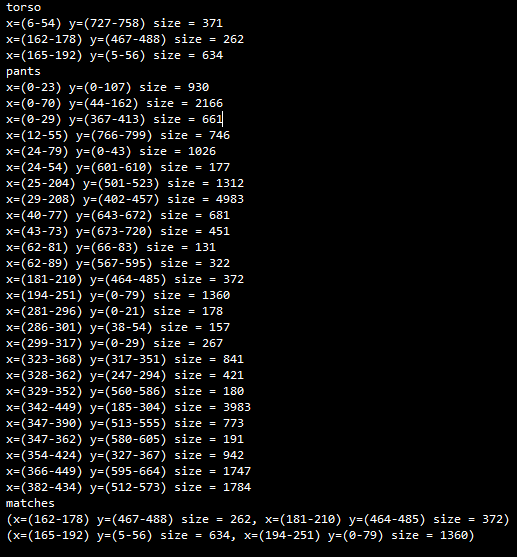 torso
x=(6-54) y=(727-758) size = 371
x=(162-178) y=(467-488) size = 262
x=(165-192) y=(5-56) size = 634
pants
x=(0-23) y=(0-107) size = 930
x=(0-70) y=(44-162) size = 2166
x=(0-29) y=(367-413) size = 661
x=(12-55) y=(766-799) size = 746
x=(24-79) y=(0-43) size = 1026
x=(24-54) y=(601-610) size = 177
x=(25-204) y=(501-523) size = 1312
x=(29-208) y=(402-457) size = 4983
x=(40-77) y=(643-672) size = 681
x=(43-73) y=(673-720) size = 451
x=(62-81) y=(66-83) size = 131
x=(62-89) y=(567-595) size = 322
x=(181-210) y=(464-485) size = 372
x=(194-251) y=(0-79) size = 1360
x=(281-296) y=(0-21) size = 178
x=(286-301) y=(38-54) size = 157
x=(299-317) y=(0-29) size = 267
x=(323-368) y=(317-351) size = 841
x=(328-362) y=(247-294) size = 421
x=(329-352) y=(560-586) size = 180
x=(342-449) y=(185-304) size = 3983
x=(347-390) y=(513-555) size = 773
x=(347-362) y=(580-605) size = 191
x=(354-424) y=(327-367) size = 942
x=(366-449) y=(595-664) size = 1747
x=(382-434) y=(512-573) size = 1784
matches
(x=(162-178) y=(467-488) size = 262, x=(181-210) y=(464-485) size = 372)
(x=(165-192) y=(5-56) size = 634, x=(194-251) y=(0-79) size = 1360)